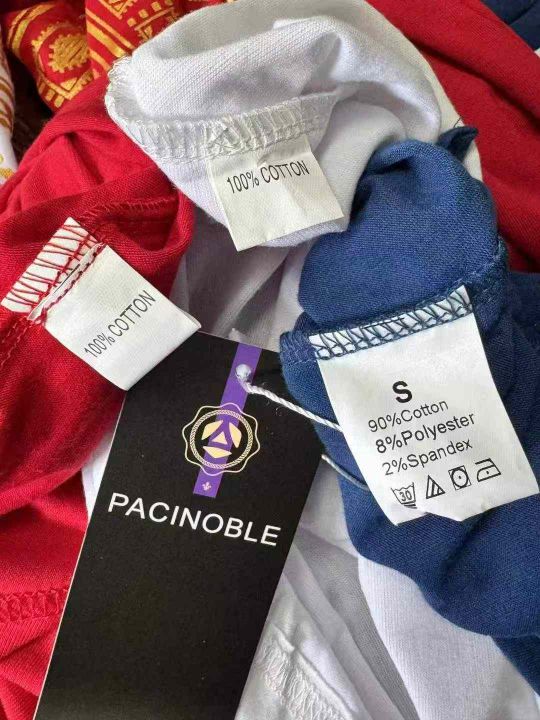 100% COTTON
100% COTTON
S
90%Cotton
8%Polyester
2%Spandex
30
PACINOBLE